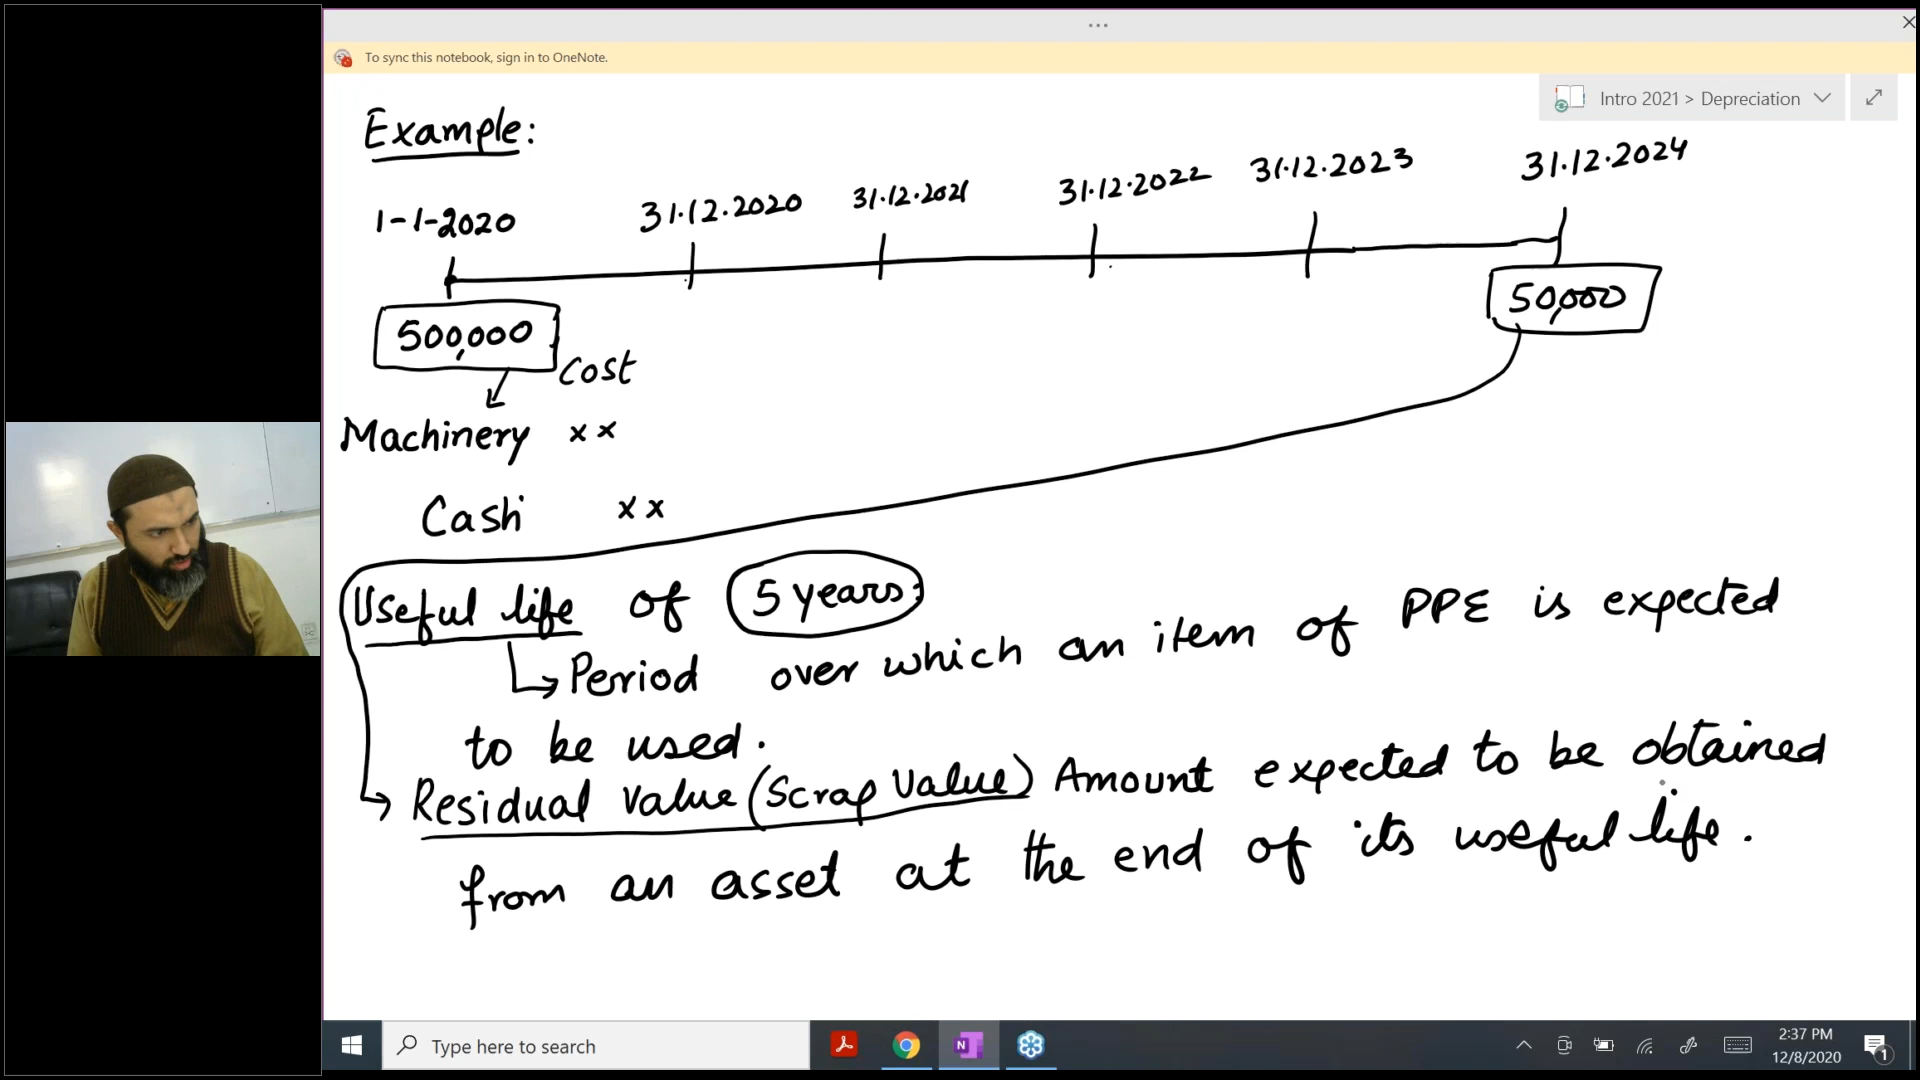 To sync this notebook, sign in to OneNote.
Intro 2021 > Depreciation
Example:
1-1-2020 31.12.2020 31.12.2021 31.12.2022 31.12.2023 31.12.2024
500,000 50,000
Cost
Machinery xx
Cash xx
Useful life of 5 years:
Period over which an item of PPE is expected
to be used.
Residual Value (Scrap Value) Amount expected to be obtained
from an asset at the end of its useful life.
Type here to search
2:37 PM
12/8/2020
1